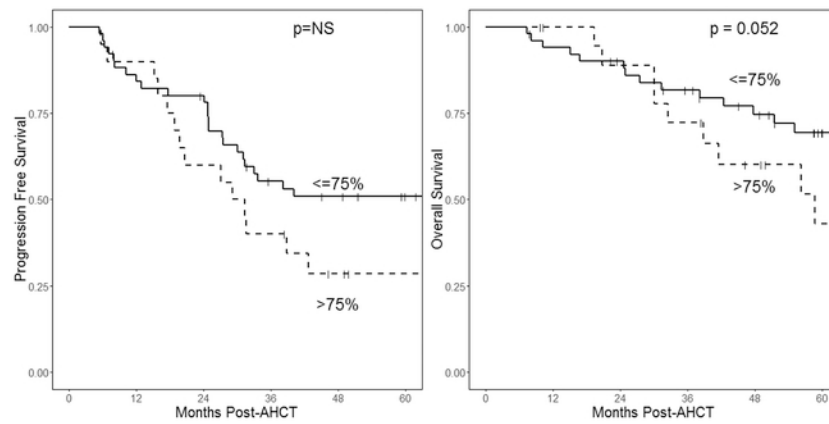 p=NS
<=75%
>75%
Progression Free Survival
1.00
0.75
0.50
0.25
0.00
0 12 24 36 48 60
Months Post-AHCT
p = 0.052
<=75%
>75%
Overall Survival
1.00
0.75
0.50
0.25
0.00
0 12 24 36 48 60
Months Post-AHCT